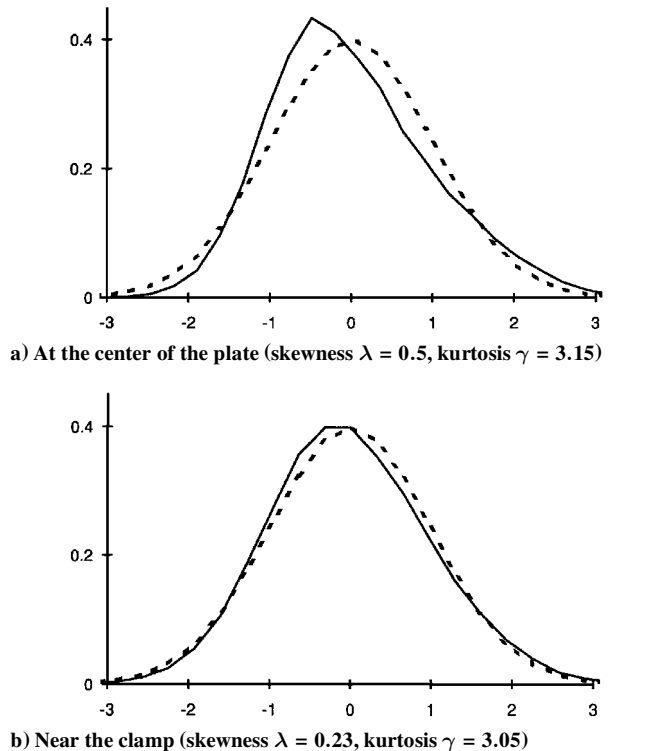 0.4
0.2
0
-3 -2 -1 0 1 2 3
a) At the center of the plate (skewness λ = 0.5, kurtosis γ = 3.15)
0.4
0.2
0
-3 -2 -1 0 1 2 3
b) Near the clamp (skewness λ = 0.23, kurtosis γ = 3.05)